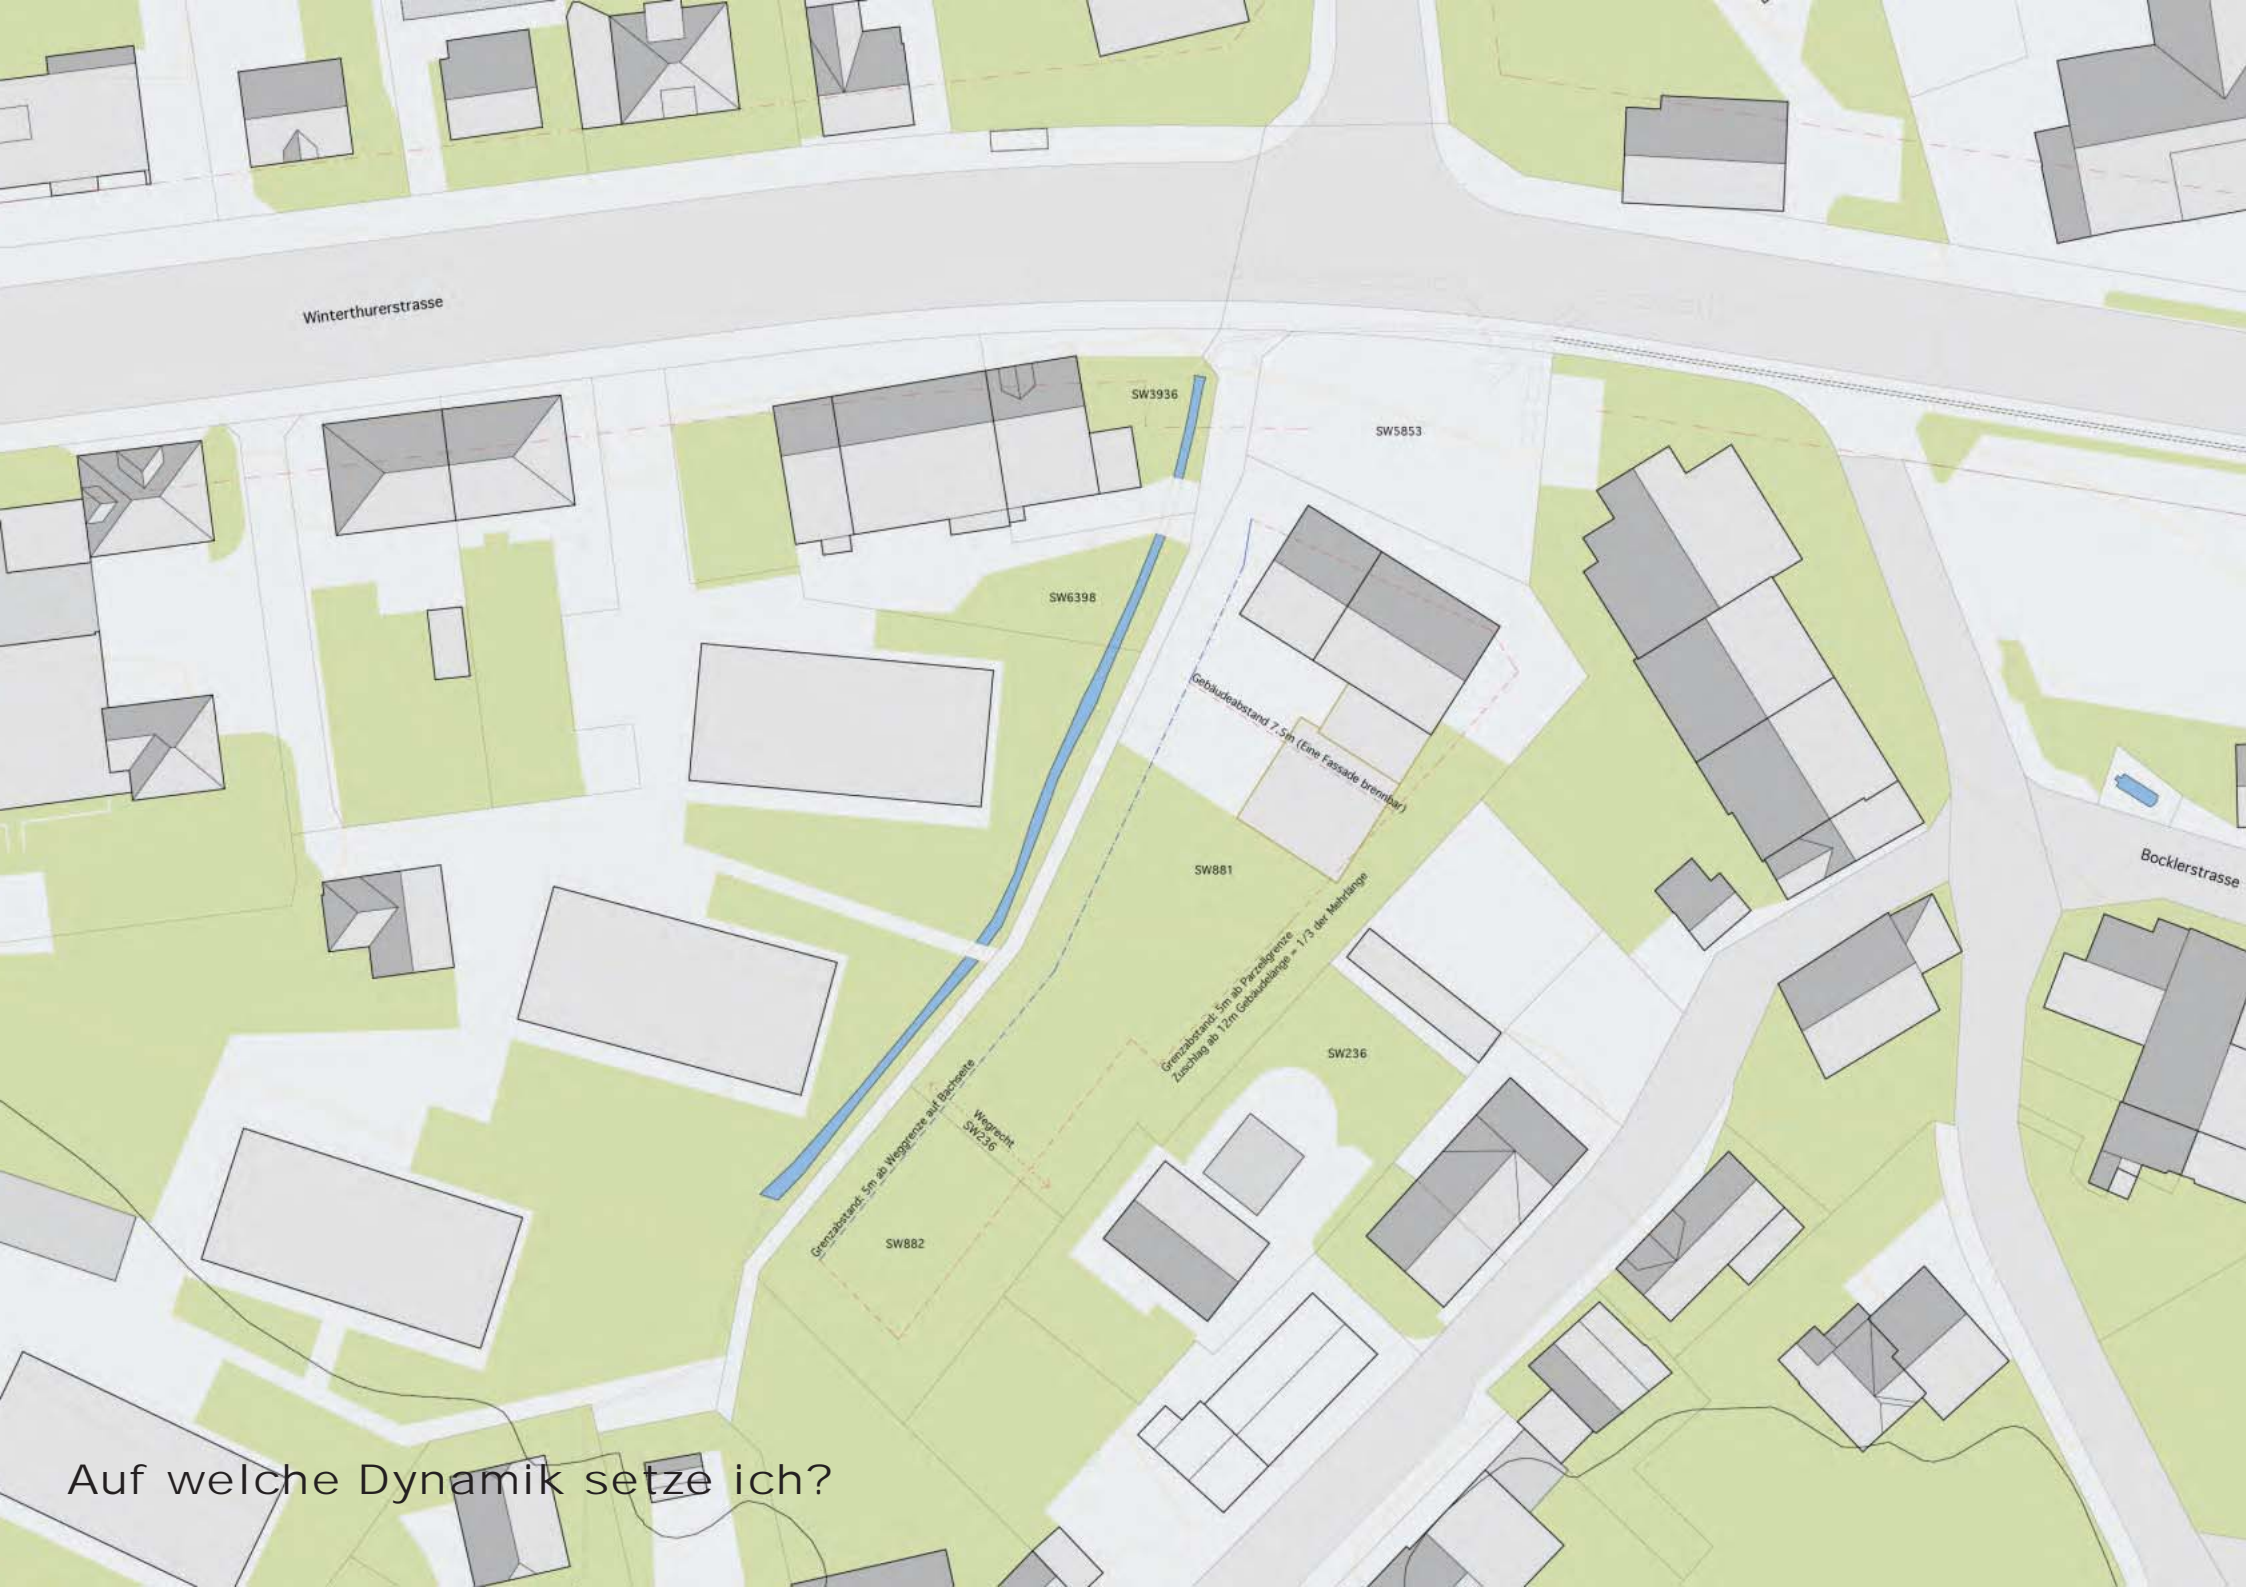 Winterthurerstrasse
SW3936
SW5853
SW6398
Gebäudeabstand 7.5m (Eine Fassade brennbar)
SW881
Bocklerstrasse
Grenzabstand: 5m ab Parzellgrenze
Zuschlag ab 12m Gebäudelänge = 1/3 der Mehrlänge
SW236
Wegrecht
SW236
Grenzabstand: 5m ab Weggrenze auf Bachseite
SW882
Auf welche Dynamik setze ich?